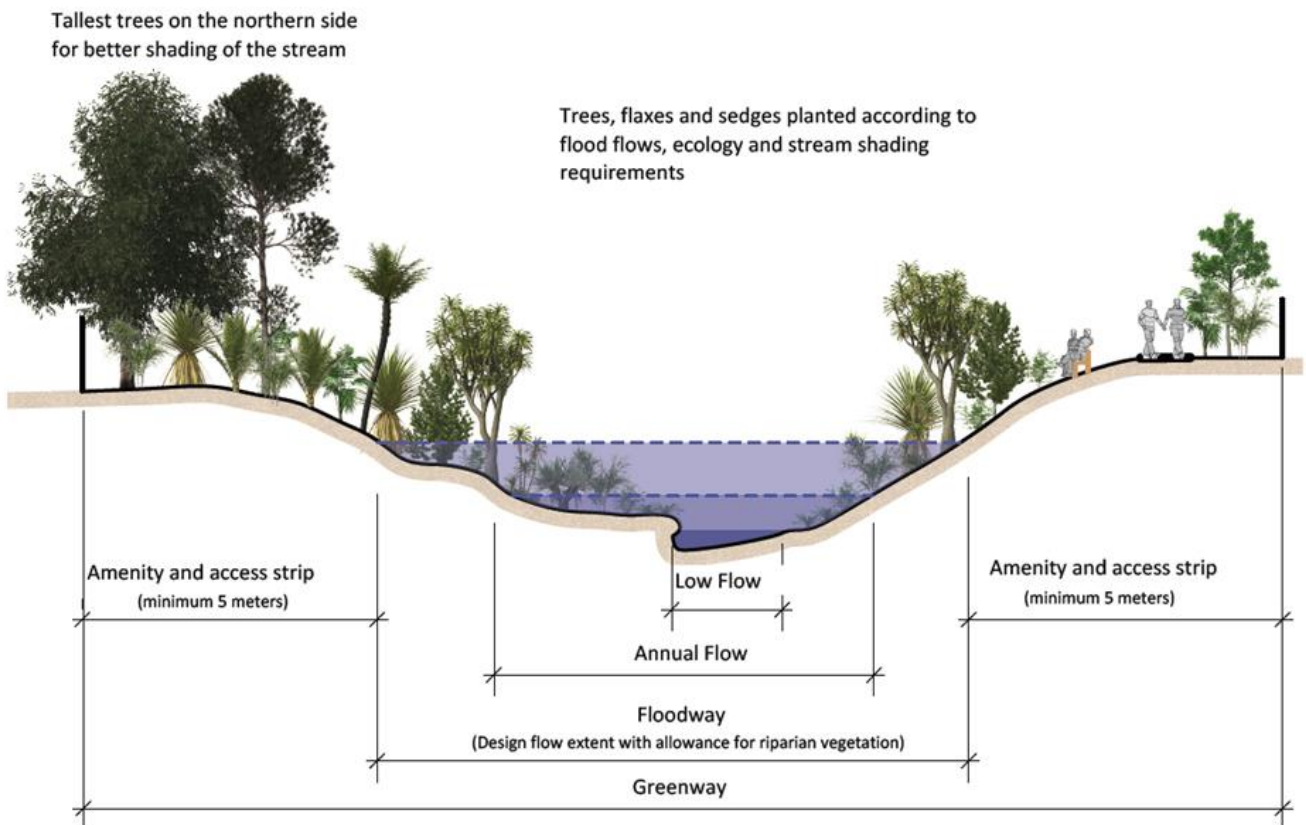 Tallest trees on the northern side
for better shading of the stream
Trees, flaxes and sedges planted according to
flood flows, ecology and stream shading
requirements
Amenity and access strip
(minimum 5 meters)
Low Flow
Amenity and access strip
(minimum 5 meters)
Annual Flow
Floodway
(Design flow extent with allowance for riparian vegetation)
Greenway